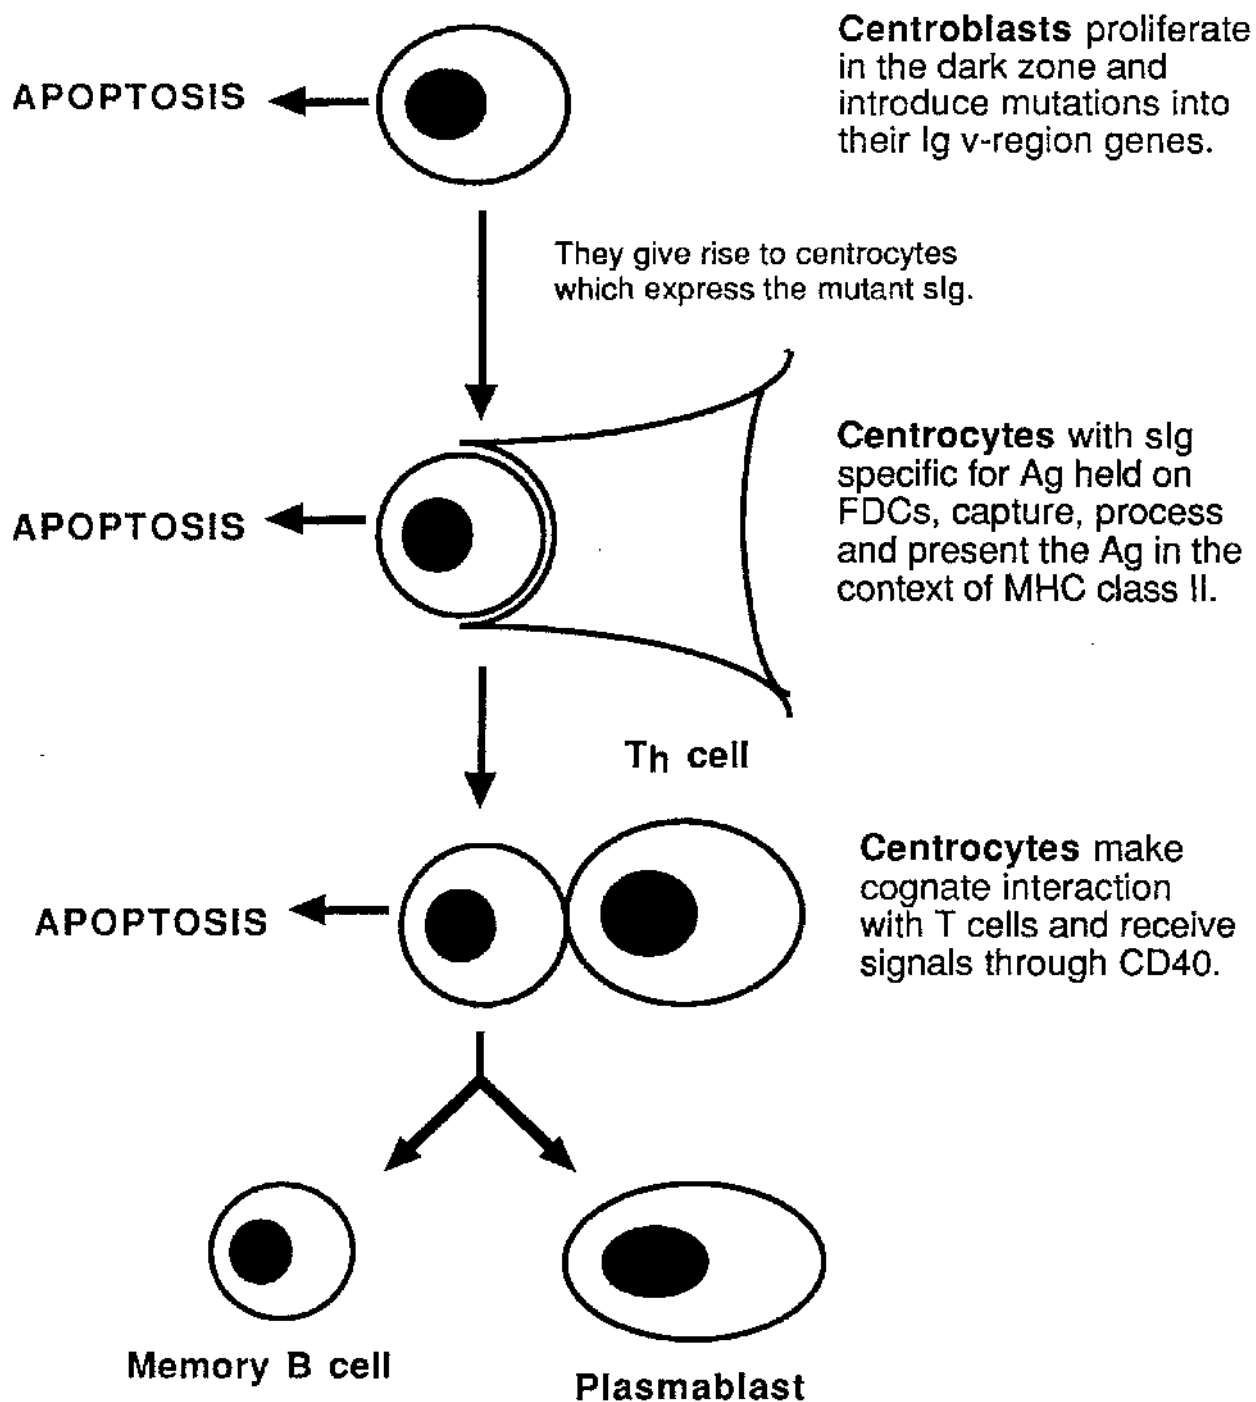 Centroblasts proliferate
in the dark zone and
introduce mutations into
their Ig v-region genes.
APOPTOSIS
They give rise to centrocytes
which express the mutant sIg.
Centrocytes with sIg
specific for Ag held on
FDCs, capture, process
and present the Ag in the
context of MHC class II.
APOPTOSIS
Th cell
Centrocytes make
cognate interaction
with T cells and receive
signals through CD40.
APOPTOSIS
Memory B cell
Plasmablast